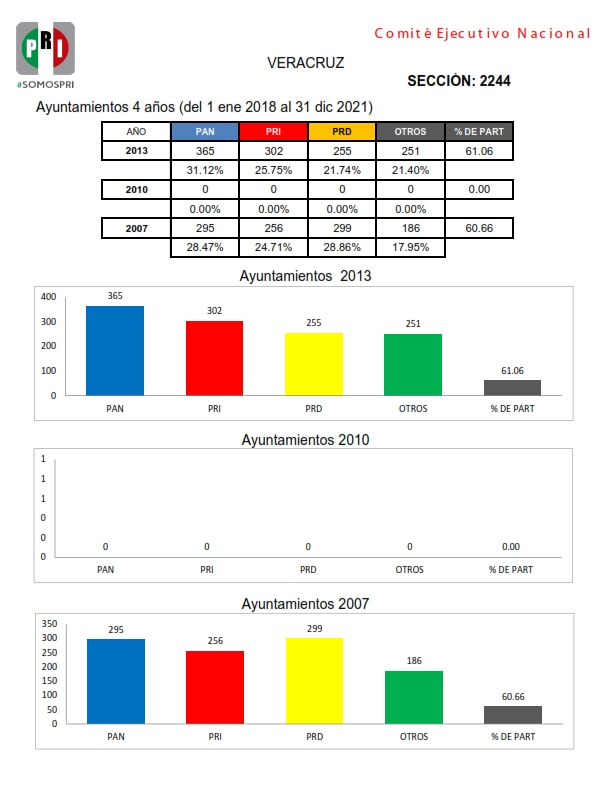 Comité Ejecutivo Nacional
PRI
#SOMOSPRI
VERACRUZ
SECCIÓN: 2244
Ayuntamientos 4 años (del 1 ene 2018 al 31 dic 2021)
AÑO PAN PRI PRD OTROS % DE PART
2013 365 302 255 251 61.06
31.12% 25.75% 21.74% 21.40%
2010 0 0 0 0 0.00
0.00% 0.00% 0.00% 0.00%
2007 295 256 299 186 60.66
28.47% 24.71% 28.86% 17.95%
Ayuntamientos 2013
400
300
200
100
0
365 302 255 251 61.06
PAN PRI PRD OTROS % DE PART
Ayuntamientos 2010
1
1
1
0
0
0
0 0 0 0 0.00
PAN PRI PRD OTROS % DE PART
Ayuntamientos 2007
350
300
250
200
150
100
50
0
295 256 299 186 60.66
PAN PRI PRD OTROS % DE PART